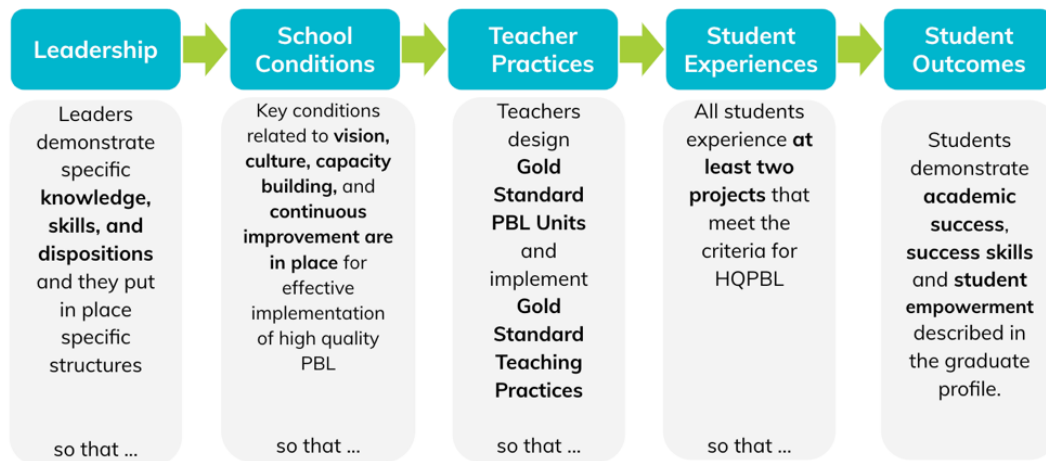 Leadership
School
Conditions
Teacher
Practices
Student
Experiences
Student
Outcomes
Leaders
demonstrate
specific
knowledge,
skills, and
dispositions
and they put
in place
specific
structures
so that ...
Key conditions
related to vision,
culture, capacity
building, and
continuous
improvement are
in place for
effective
implementation
of high quality
PBL
so that ...
Teachers
design
Gold
Standard
PBL Units
and
implement
Gold
Standard
Teaching
Practices
so that ...
All students
experience at
least two
projects that
meet the
criteria for
HQPBL
so that ...
Students
demonstrate
academic
success,
success skills
and student
empowerment
described in
the graduate
profile.